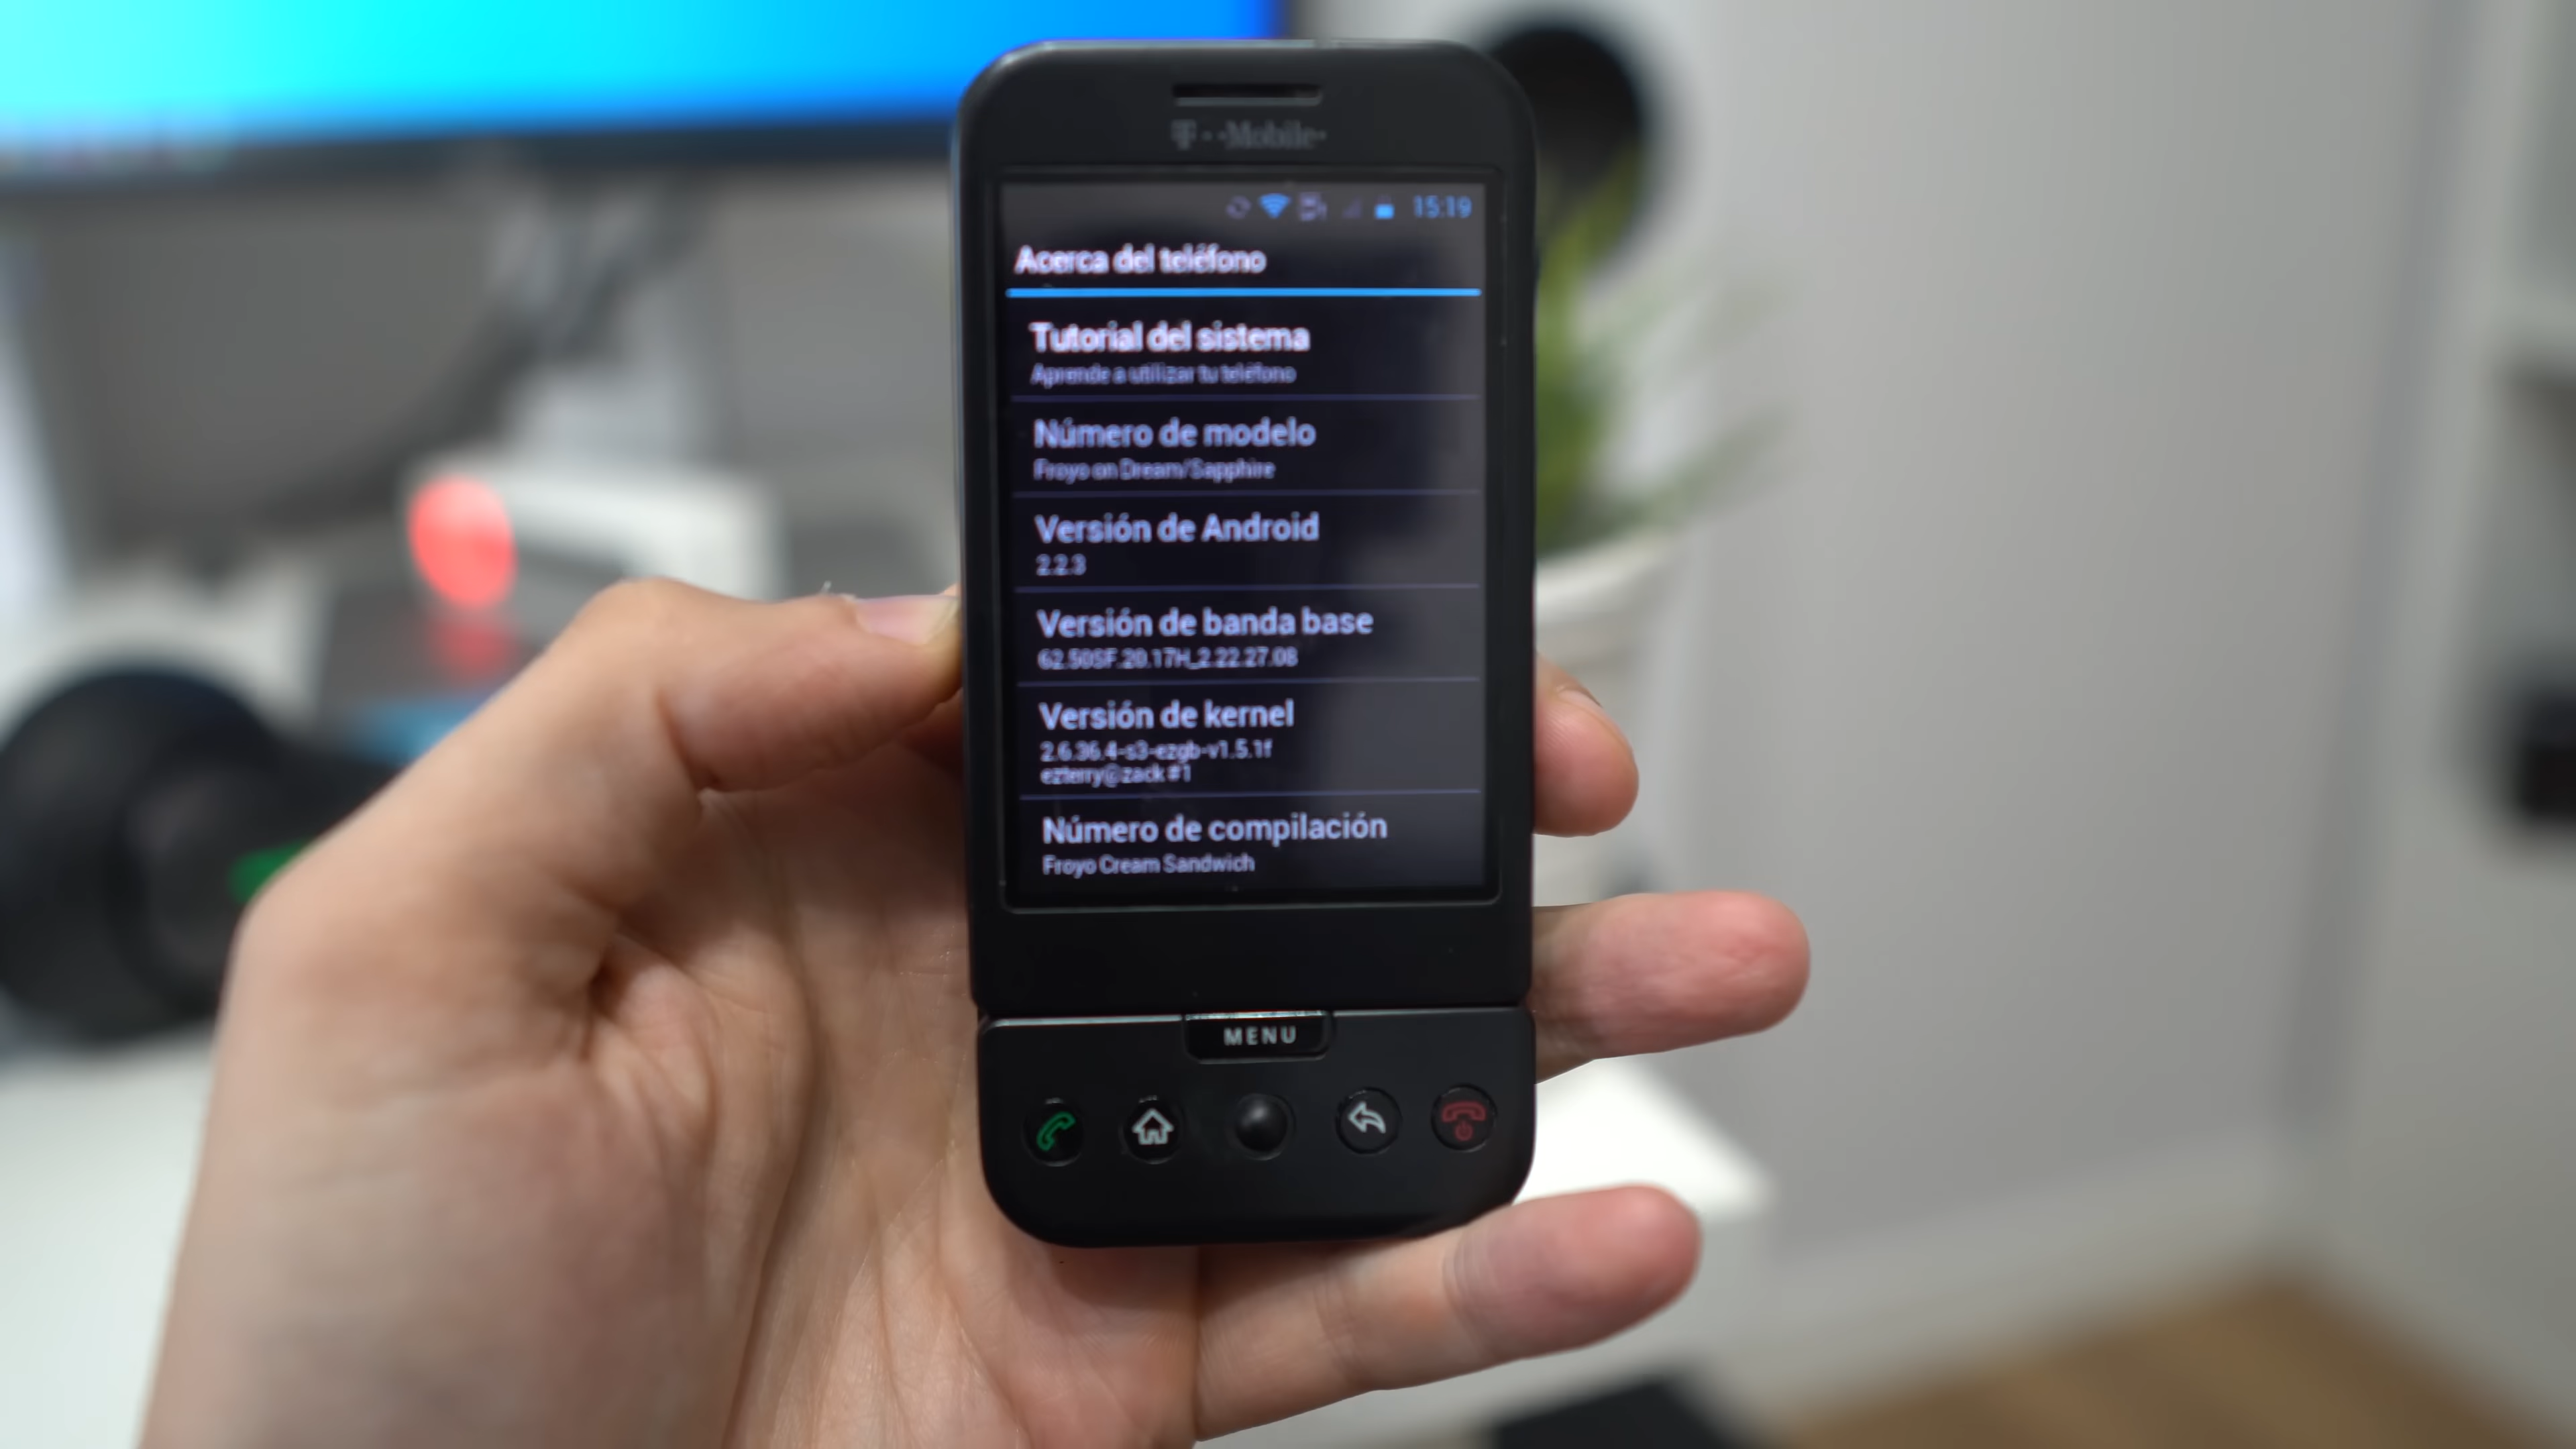 T··Mobile·
15:19
Acerca del teléfono
Tutorial del sistema
Aprende a utilizar tu teléfono
Número de modelo
Froyo on Dream/Sapphire
Versión de Android
2.2.3
Versión de banda base
62.50SF.20.17H_2.22.27.08
Versión de kernel
2.6.36.4-s3-ezgb-v1.5.1f
ezterry@zack #1
Número de compilación
Froyo Cream Sandwich
MENU